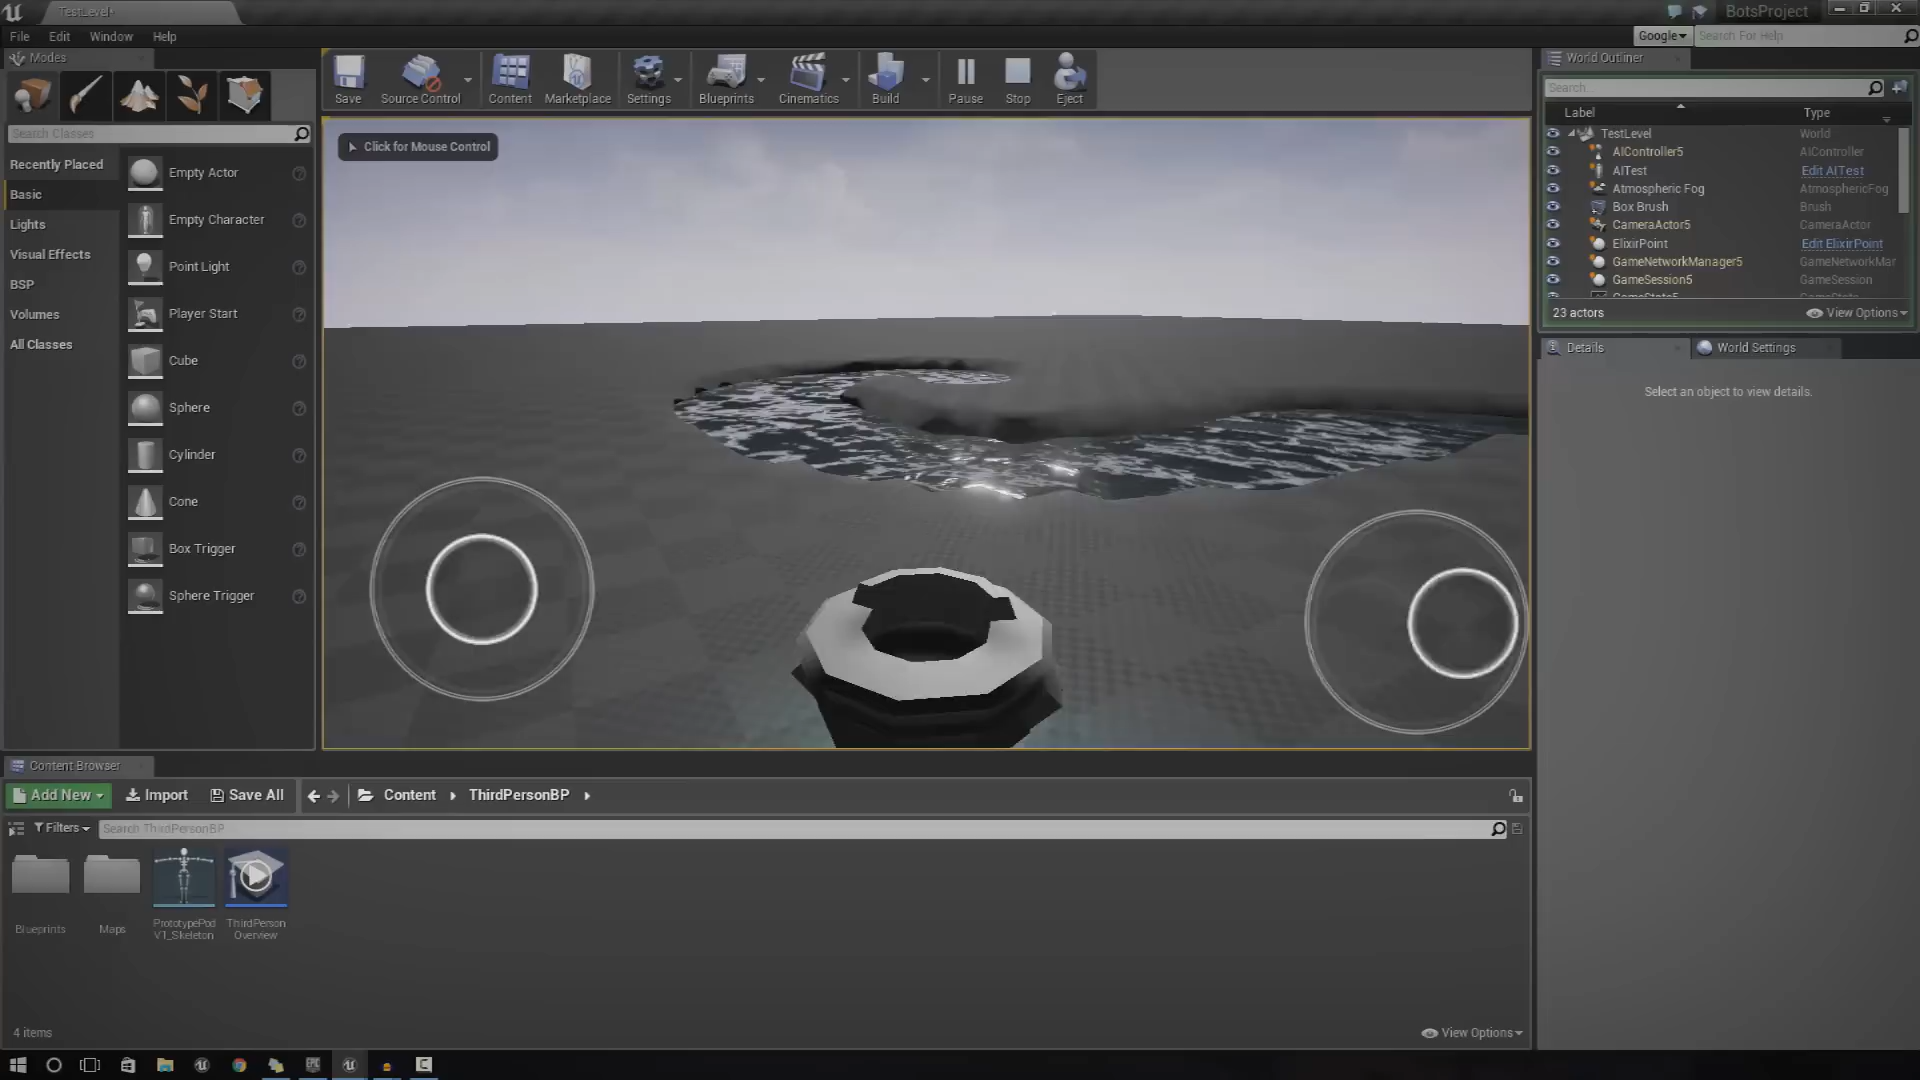 TestLevel*
BotsProject
File Edit Window Help
Google
Search For Help
Modes
Save
Source Control
Content
Marketplace
Settings
Blueprints
Cinematics
Build
Pause
Stop
Eject
World Outliner
Search
Search Classes
Click for Mouse Control
Label
Type
Recently Placed
Basic
Lights
Visual Effects
BSP
Volumes
All Classes
Empty Actor
Empty Character
Point Light
Player Start
Cube
Sphere
Cylinder
Cone
Box Trigger
Sphere Trigger
TestLevel World
AIController5 AIController
AITest Edit AITest
Atmospheric Fog AtmosphericFog
Box Brush Brush
CameraActor5 CameraActor
ElixirPoint Edit ElixirPoint
GameNetworkManager5 GameNetworkMar
GameSession5 GameSession
GameState5 GameState
23 actors
View Options
Details
World Settings
Select an object to view details.
Content Browser
Add New
Import
Save All
Content
ThirdPersonBP
Filters
Search ThirdPersonBP
Blueprints
Maps
PrototypePod
V1_Skeleton
ThirdPerson
Overview
4 items
View Options